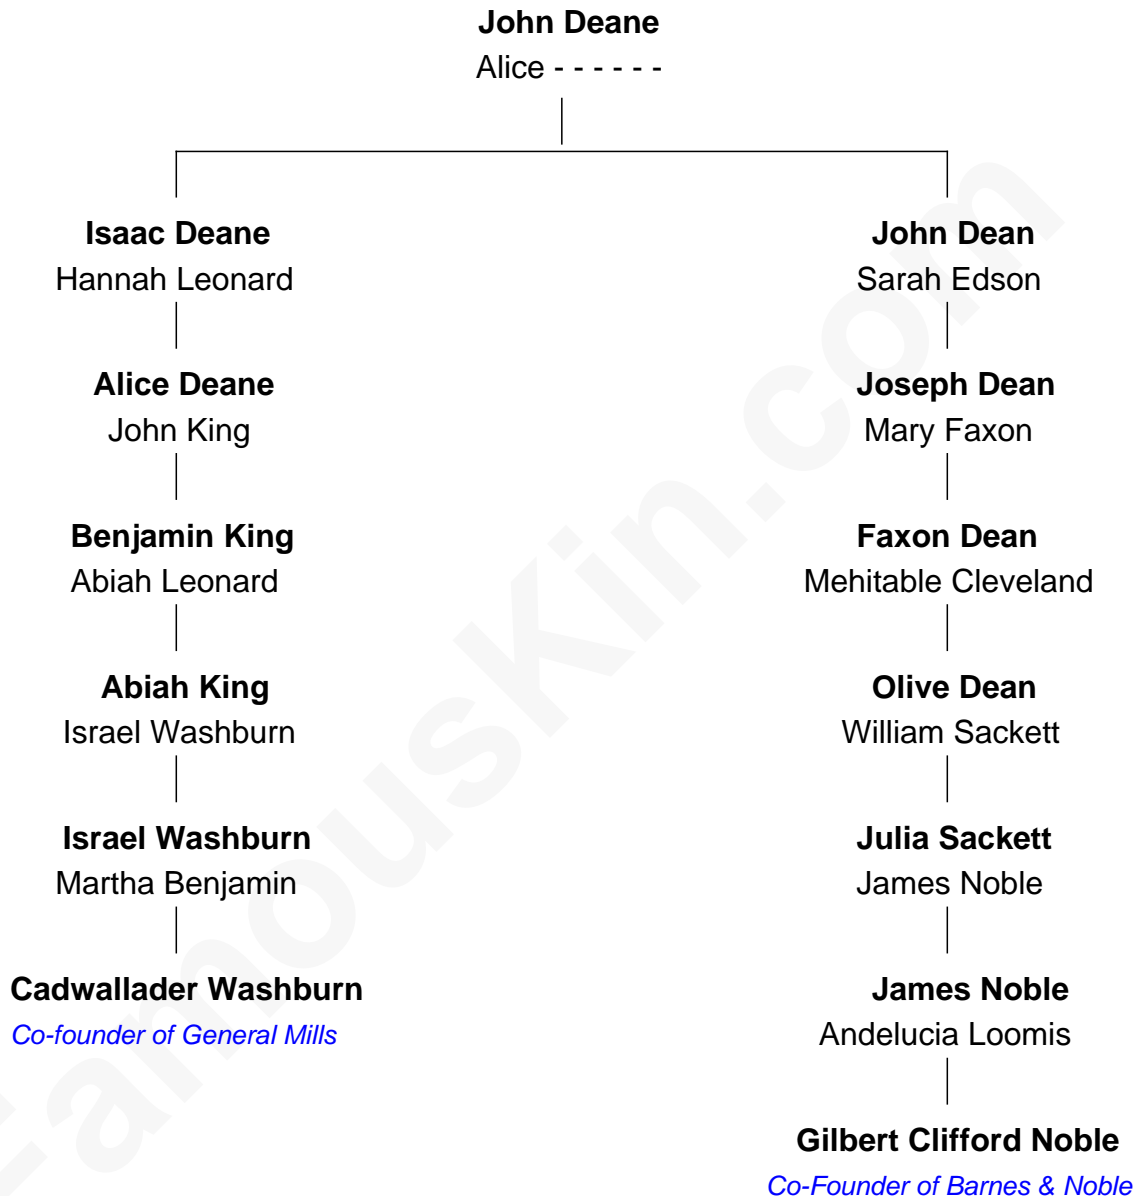 John Deane
Alice - - - - - -
Isaac Deane
Hannah Leonard
John Dean
Sarah Edson
Alice Deane
John King
Joseph Dean
Mary Faxon
Benjamin King
Abiah Leonard
Faxon Dean
Mehitable Cleveland
Abiah King
Israel Washburn
Olive Dean
William Sackett
Israel Washburn
Martha Benjamin
Julia Sackett
James Noble
Cadwallader Washburn
Co-founder of General Mills
James Noble
Andelucia Loomis
Gilbert Clifford Noble
Co-Founder of Barnes & Noble
FamousKin.com